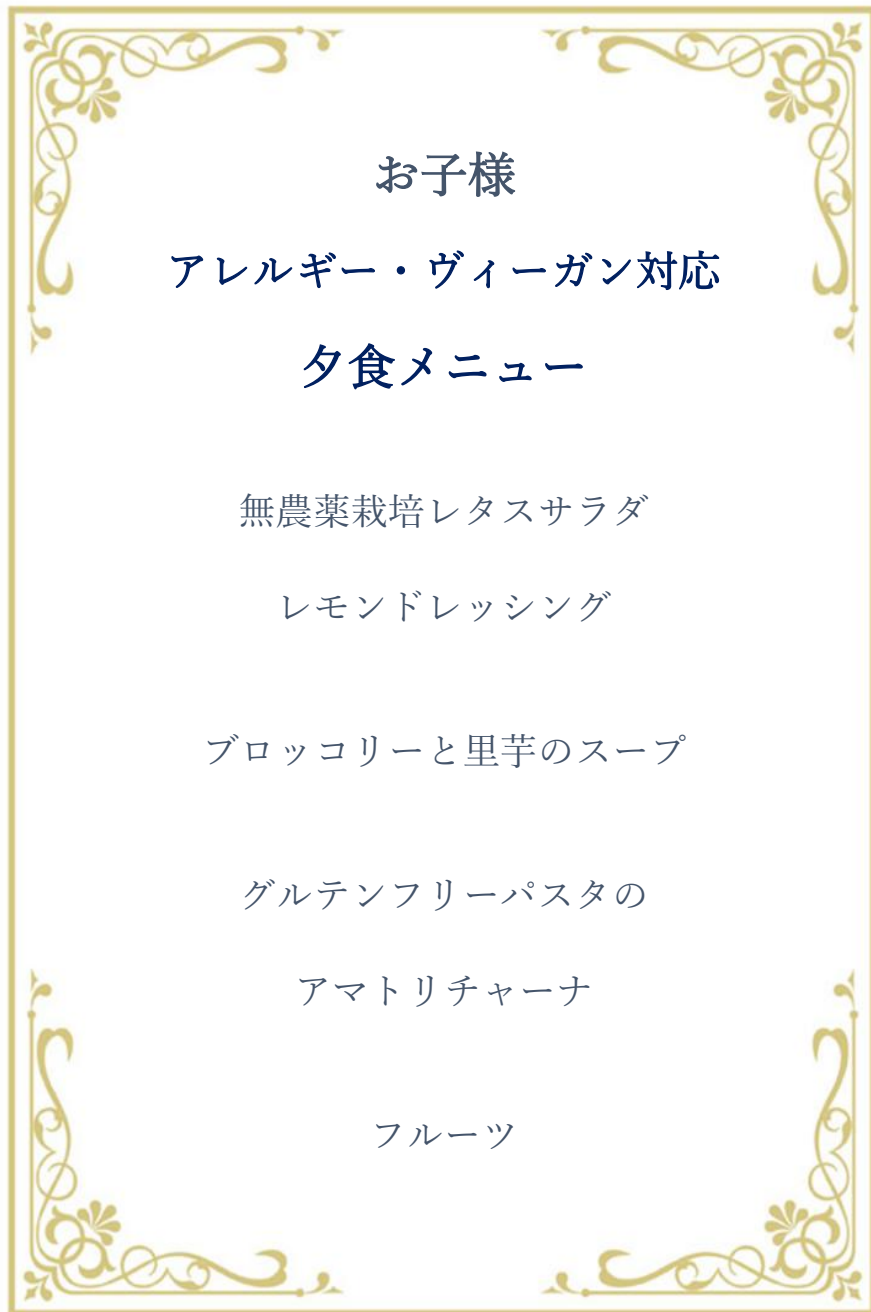 お子様
アレルギー・ヴィーガン対応
夕食メニュー
無農薬栽培レタスサラダ
レモンドレッシング
ブロッコリーと里芋のスープ
グルテンフリーパスタの
アマトリチャーナ
フルーツ